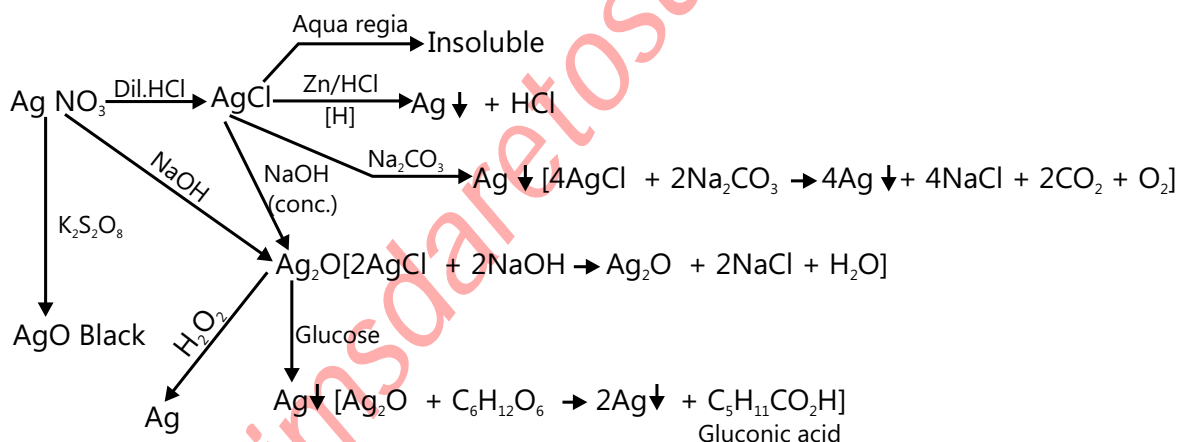 Aqua regia
Insoluble
Ag NO₃ Dil.HCl AgCl Zn/HCl [H] Ag ↓ + HCl
NaOH
NaOH (conc.)
Na₂CO₃ Ag ↓ [4AgCl + 2Na₂CO₃ → 4Ag ↓ + 4NaCl + 2CO₂ + O₂]
K₂S₂O₈
Ag₂O[2AgCl + 2NaOH → Ag₂O + 2NaCl + H₂O]
AgO Black
H₂O₂
Glucose
Ag
Ag↓ [Ag₂O + C₆H₁₂O₆ → 2Ag↓ + C₅H₁₁CO₂H]
Gluconic acid
imsdaretosu